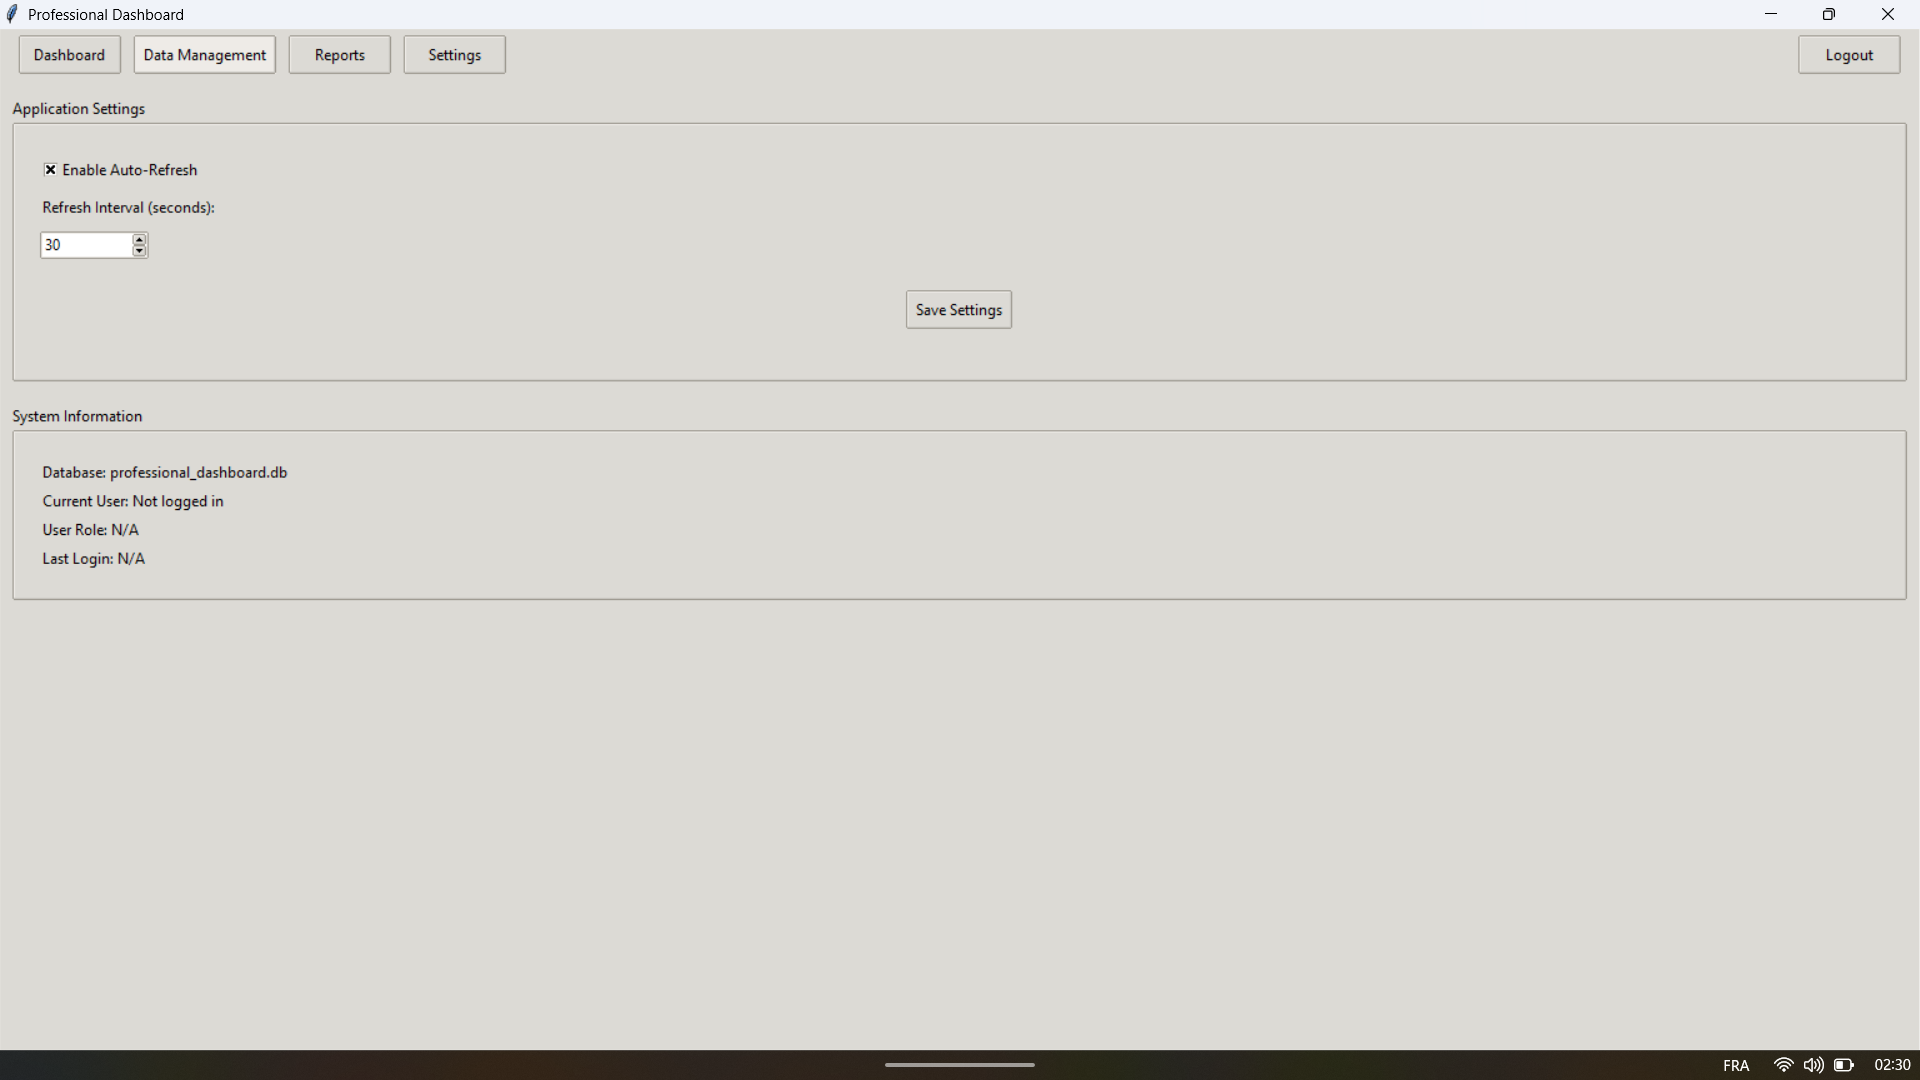 Professional Dashboard
Dashboard Data Management Reports Settings Logout
Application Settings
Enable Auto-Refresh
Refresh Interval (seconds):
30
Save Settings
System Information
Database: professional_dashboard.db
Current User: Not logged in
User Role: N/A
Last Login: N/A
FRA 02:30